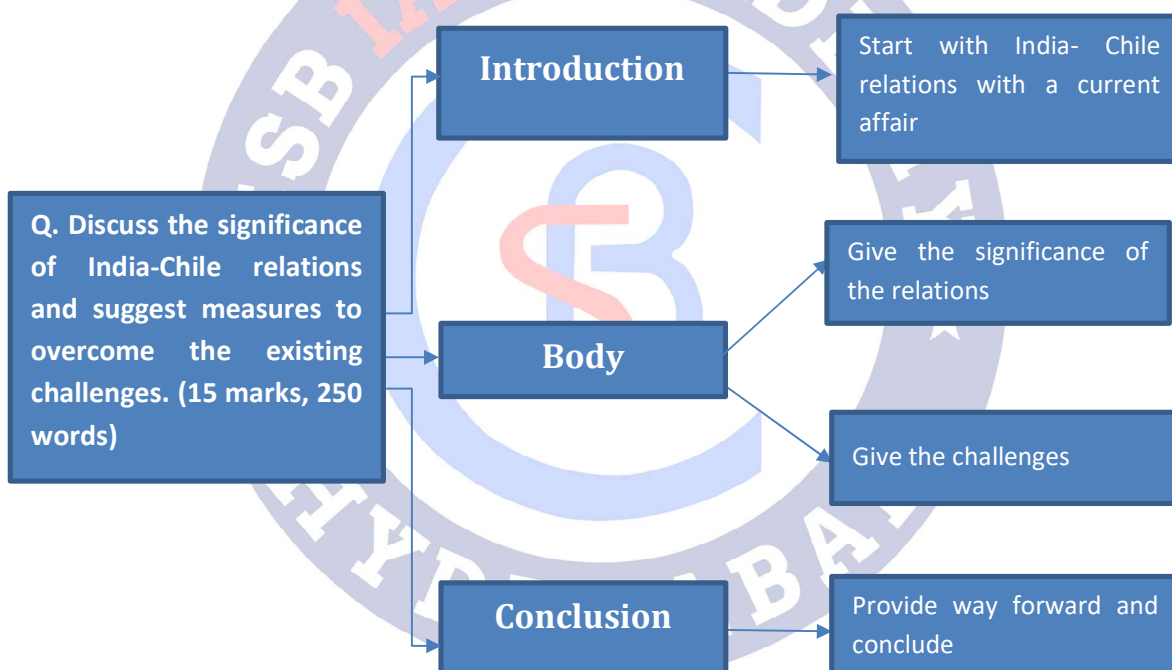 Q. Discuss the significance
of India-Chile relations
and suggest measures to
overcome the existing
challenges. (15 marks, 250
words)
Introduction
Start with India- Chile
relations with a current
affair
Body
Give the significance of
the relations
Give the challenges
Conclusion
Provide way forward and
conclude